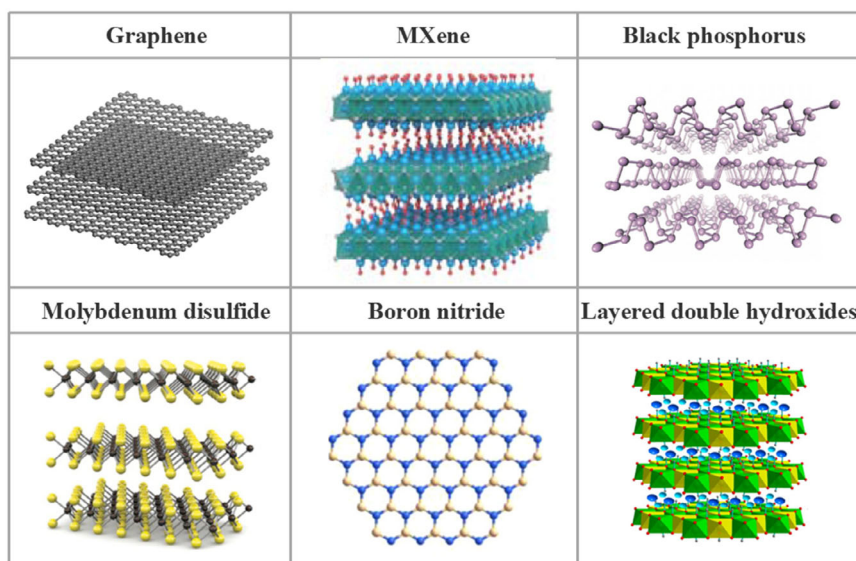 Graphene
MXene
Black phosphorus
Molybdenum disulfide
Boron nitride
Layered double hydroxides